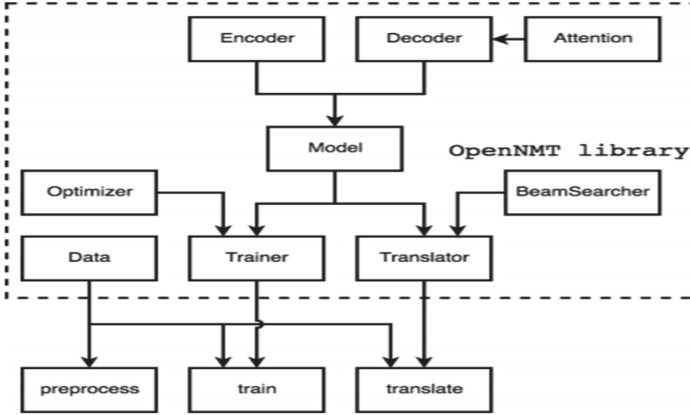 Encoder
Decoder
Attention
Model
OpenNMT library
Optimizer
BeamSearcher
Data
Trainer
Translator
preprocess
train
translate